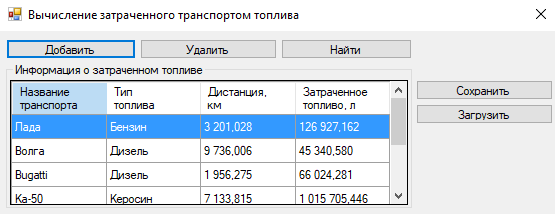 Вычисление затраченного транспортом топлива
Добавить Удалить Найти
Информация о затраченном топливе
Название транспорта Тип топлива Дистанция, км Затраченное топливо, л
Лада Бензин 3 201,028 126 927,162
Волга Дизель 9 736,006 45 340,580
Bugatti Дизель 1 956,275 66 024,281
Ка-50 Керосин 7 133,815 1 015 705,446
Сохранить
Загрузить